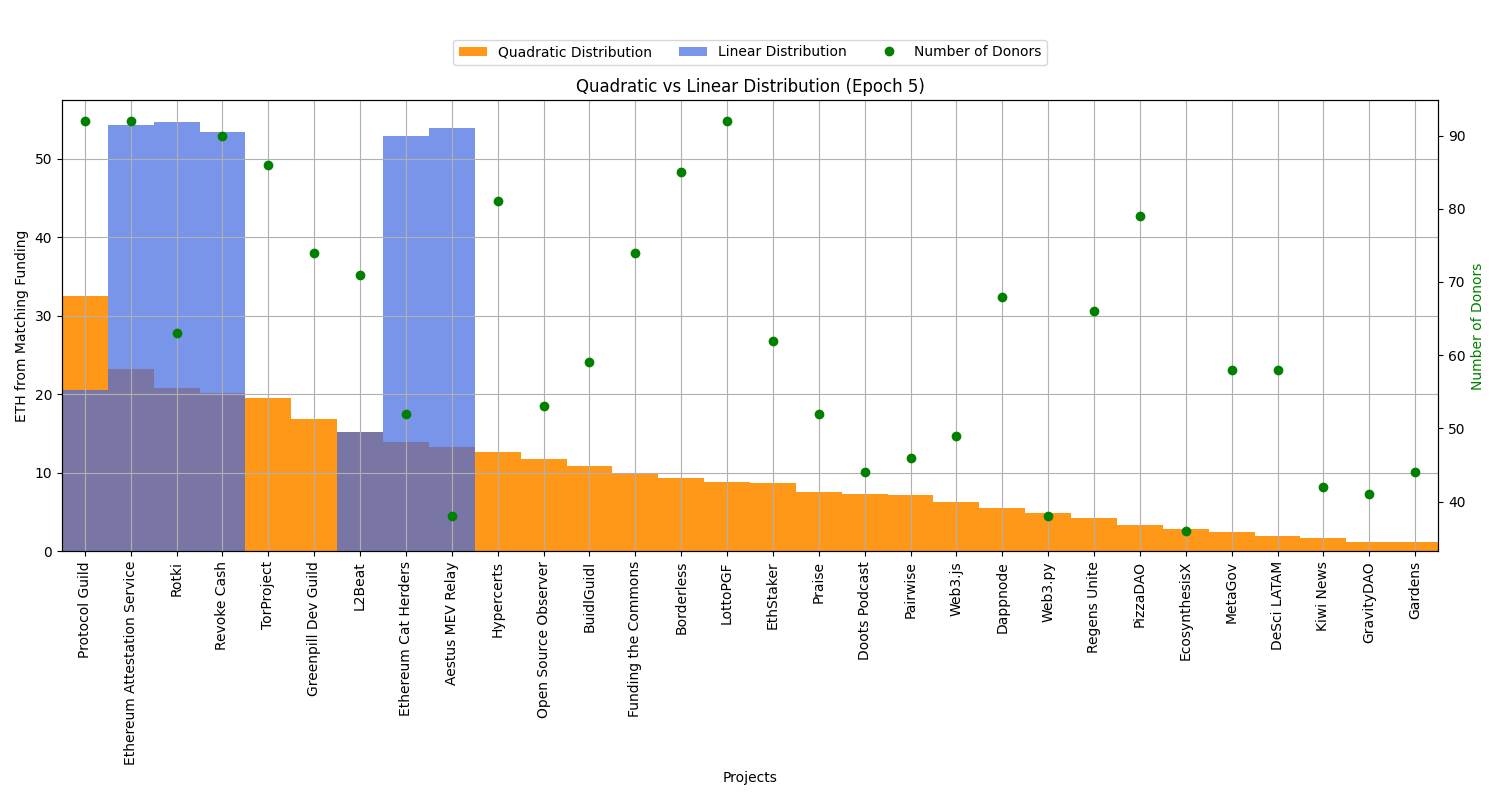 Quadratic Distribution
Linear Distribution
Number of Donors
Quadratic vs Linear Distribution (Epoch 5)
ETH from Matching Funding
50
40
30
20
10
0
90
80
70
60
50
40
Number of Donors
Protocol Guild
Ethereum Attestation Service
Rotki
Revoke Cash
TorProject
Greenpill Dev Guild
L2Beat
Ethereum Cat Herders
Aestus MEV Relay
Hypercerts
Open Source Observer
BuidlGuidl
Funding the Commons
Borderless
LottoPGF
EthStaker
Praise
Doots Podcast
Pairwise
Web3.js
Dappnode
Web3.py
Regens Unite
PizzaDAO
EcosynthesisX
MetaGov
DeSci LATAM
Kiwi News
GravityDAO
Gardens
Projects